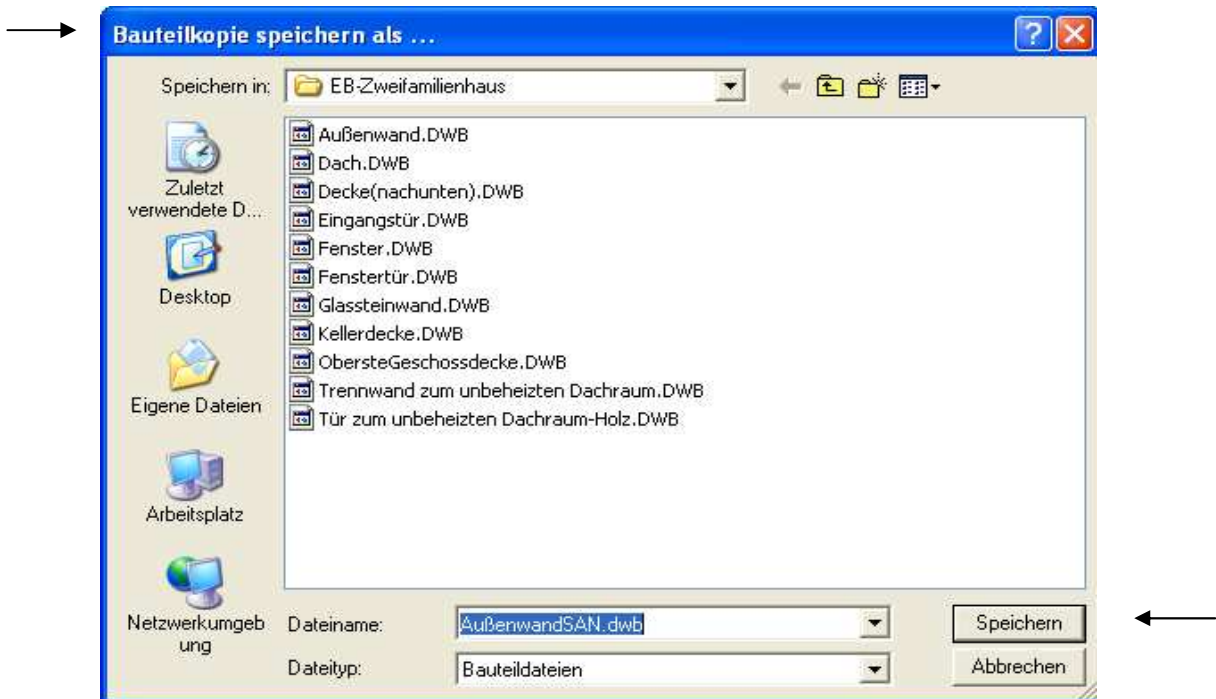 Bauteilkopie speichern als ...
Speichern in:
EB-Zweifamilienhaus
Zuletzt
verwendete D...
Desktop
Eigene Dateien
Arbeitsplatz
Netzwerkumgeb
ung
Außenwand.DWB
Dach.DWB
Decke(nachunten).DWB
Eingangstür.DWB
Fenster.DWB
Fenstertür.DWB
Glassteinwand.DWB
Kellerdecke.DWB
ObersteGeschossdecke.DWB
Trennwand zum unbeheizten Dachraum.DWB
Tür zum unbeheizten Dachraum-Holz.DWB
Dateiname:
AußenwandSAN.dwb
Speichern
Dateityp:
Bauteildateien
Abbrechen